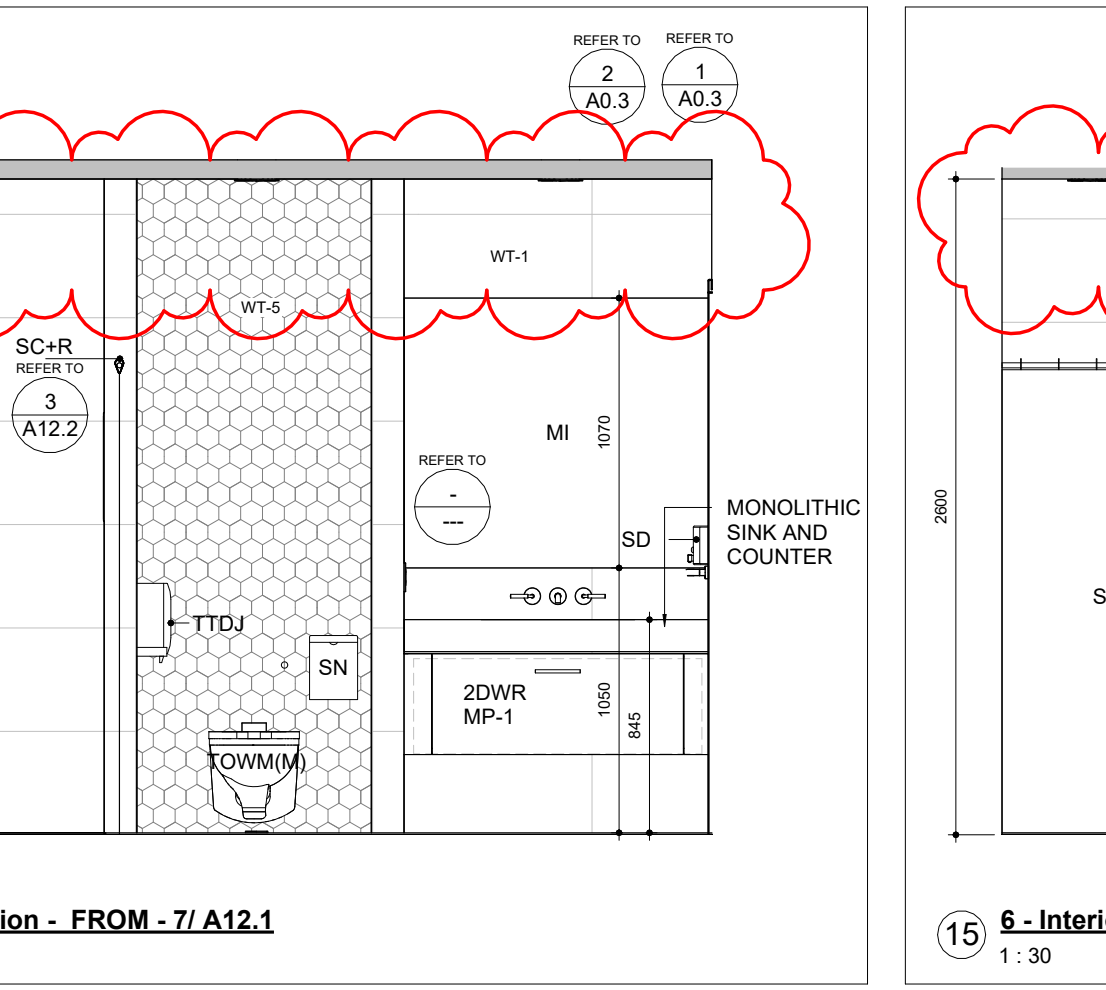 REFER TO
2
A0.3
REFER TO
1
A0.3
WT-1
WT-5
SC+R
REFER TO
3
A12.2
MI
1070
REFER TO
-
---
2600
MONOLITHIC
SINK AND
COUNTER
SD
S
TTDJ
SN
2DWR
MP-1
1050
845
TOWM(M)
tion - FROM - 7/ A12.1
15
6 - Interi
1 : 30